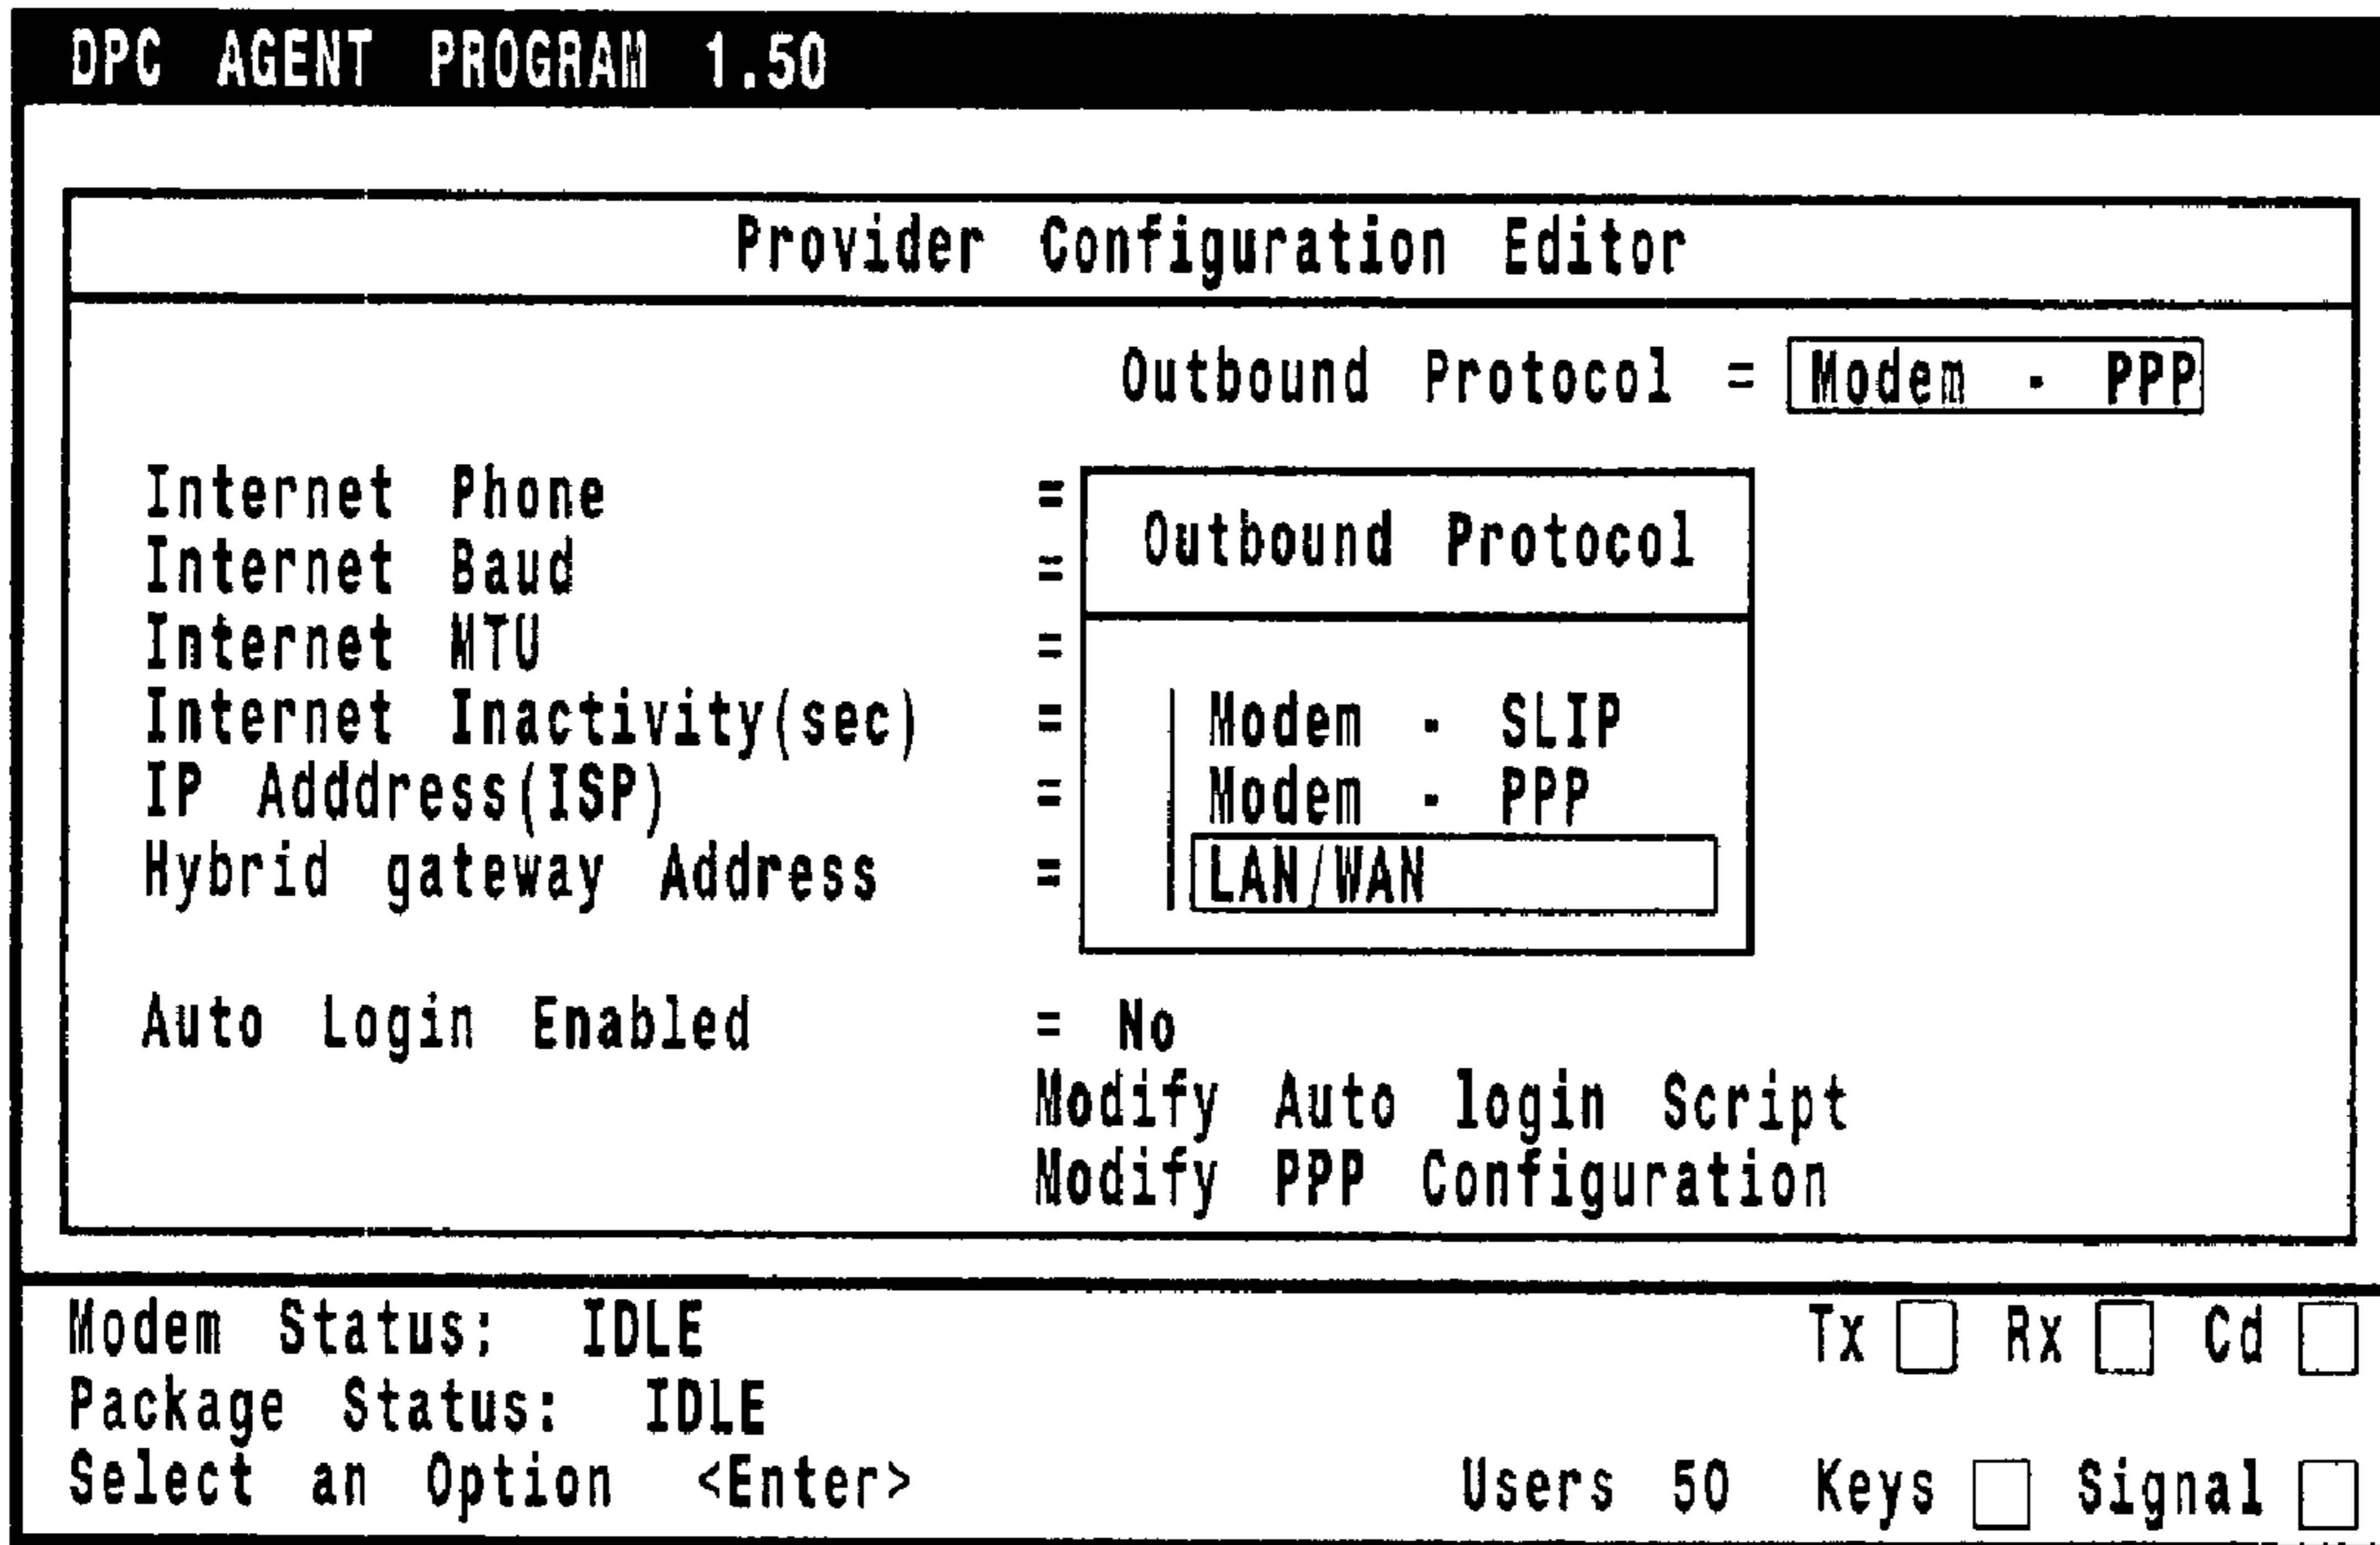 DPC AGENT PROGRAM 1.50
Provider Configuration Editor
Outbound Protocol = Modem - PPP
Internet Phone =
Internet Baud =
Internet MTU =
Internet Inactivity(sec) =
IP Adddress(ISP) =
Hybrid gateway Address =
Outbound Protocol
Modem - SLIP
Modem - PPP
LAN/WAN
Auto Login Enabled = No
Modify Auto login Script
Modify PPP Configuration
Modem Status: IDLE Tx Rx Cd
Package Status: IDLE
Select an Option <Enter> Users 50 Keys Signal